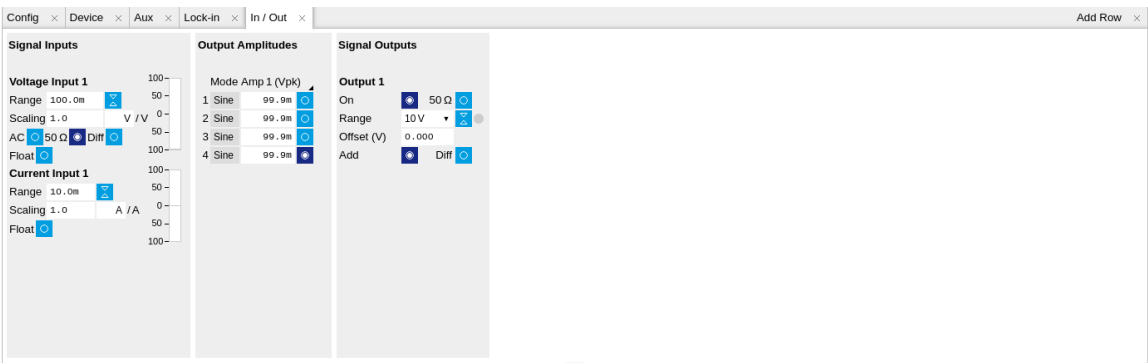 Config × Device × Aux × Lock-in × In / Out × Add Row ×
Signal Inputs
Voltage Input 1
Range 100.0m
Scaling 1.0 V / V
AC 50 Ω Diff
Float
100
50
0
50
100
Current Input 1
Range 10.0m
Scaling 1.0 A / A
Float
100
50
0
50
100
Output Amplitudes
Mode Amp 1 (Vpk)
1 Sine 99.9m
2 Sine 99.9m
3 Sine 99.9m
4 Sine 99.9m
Signal Outputs
Output 1
On 50 Ω
Range 10 V
Offset (V) 0.000
Add Diff